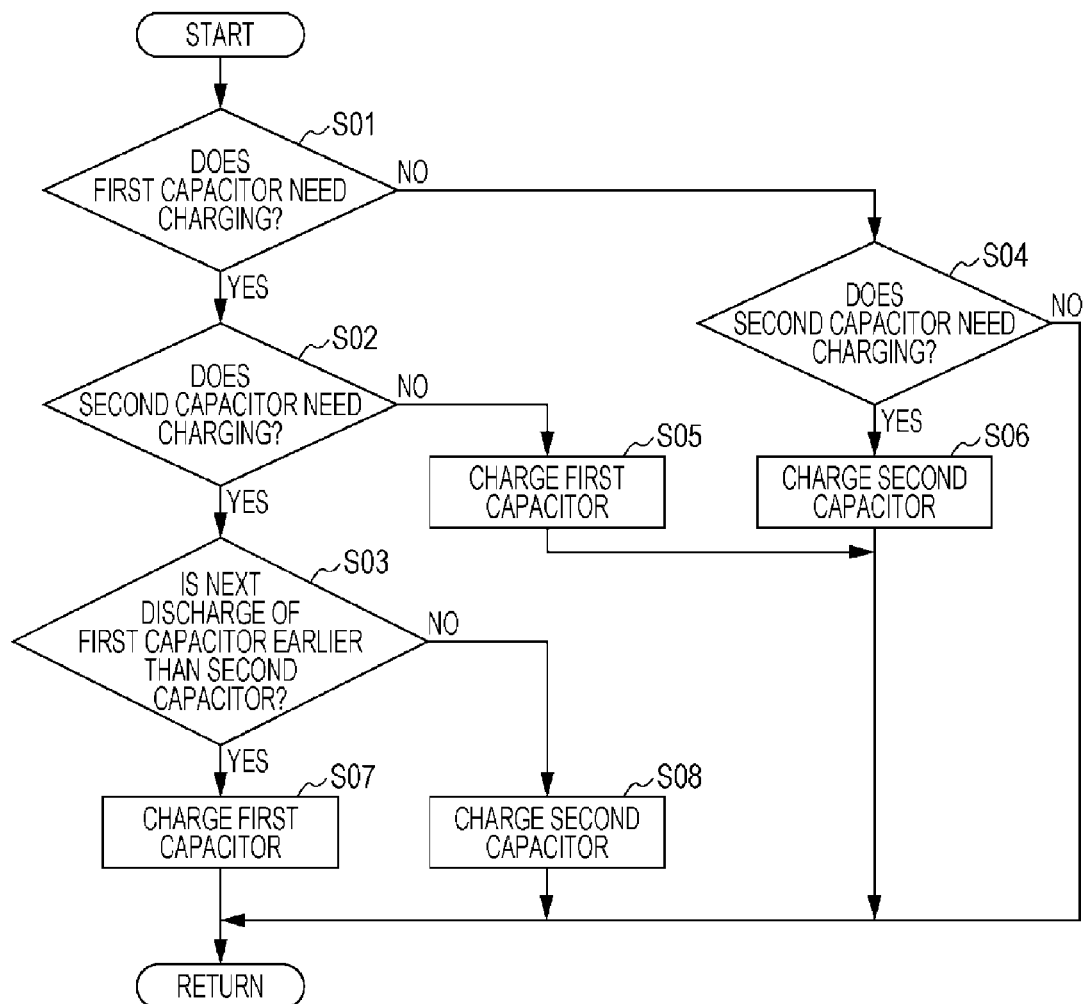 START
S01
DOES
FIRST CAPACITOR NEED
CHARGING?
NO
YES
S04
DOES
SECOND CAPACITOR NEED
CHARGING?
NO
YES
S02
DOES
SECOND CAPACITOR NEED
CHARGING?
NO
YES
S05
CHARGE FIRST
CAPACITOR
S06
CHARGE SECOND
CAPACITOR
S03
IS NEXT
DISCHARGE OF
FIRST CAPACITOR EARLIER
THAN SECOND
CAPACITOR?
NO
YES
S07
CHARGE FIRST
CAPACITOR
S08
CHARGE SECOND
CAPACITOR
RETURN